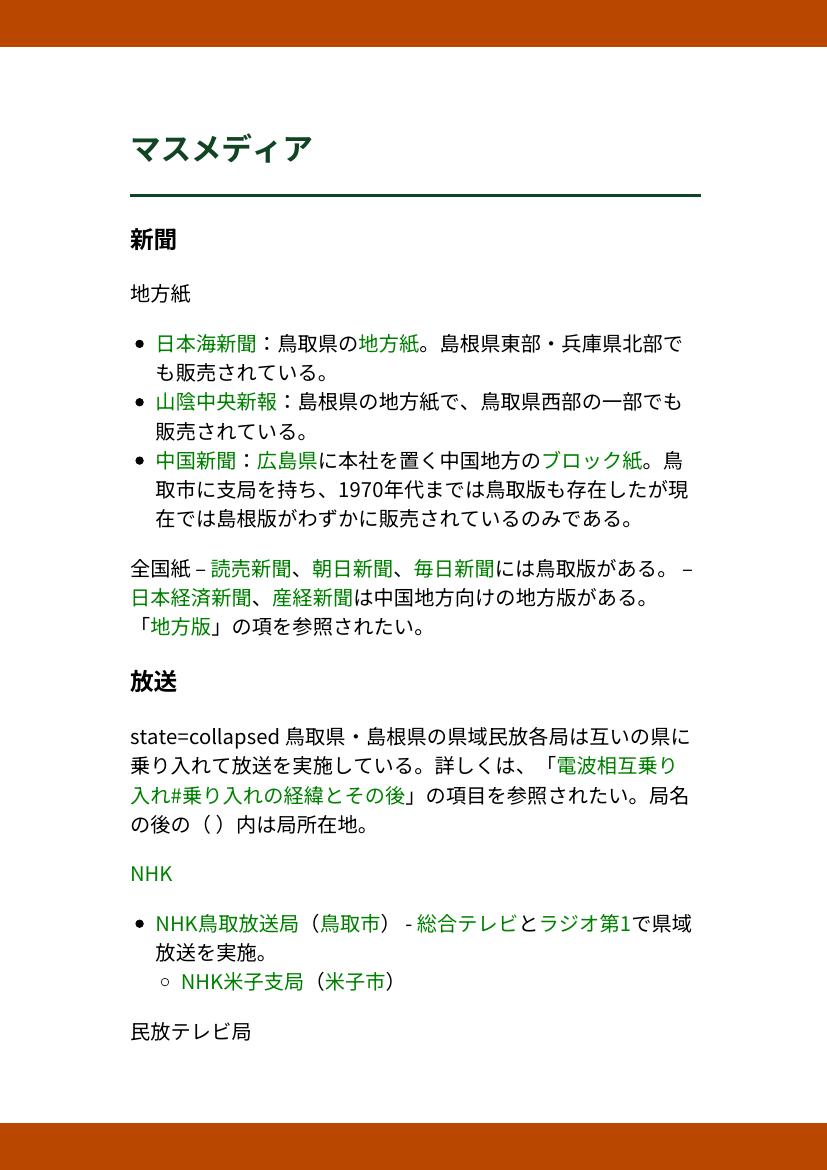 マスメディア
新聞
地方紙
日本海新聞：鳥取県の地方紙。島根県東部・兵庫県北部で
も販売されている。
山陰中央新報：島根県の地方紙で、鳥取県西部の一部でも
販売されている。
中国新聞：広島県に本社を置く中国地方のブロック紙。鳥
取市に支局を持ち、1970年代までは鳥取版も存在したが現
在では島根版がわずかに販売されているのみである。
全国紙 – 読売新聞、朝日新聞、毎日新聞には鳥取版がある。 –
日本経済新聞、産経新聞は中国地方向けの地方版がある。
「地方版」の項を参照されたい。
放送
state=collapsed 鳥取県・島根県の県域民放各局は互いの県に
乗り入れて放送を実施している。詳しくは、「電波相互乗り
入れ#乗り入れの経緯とその後」の項目を参照されたい。局名
の後の（ ）内は局所在地。
NHK
NHK鳥取放送局（鳥取市） - 総合テレビとラジオ第1で県域
放送を実施。
NHK米子支局（米子市）
民放テレビ局